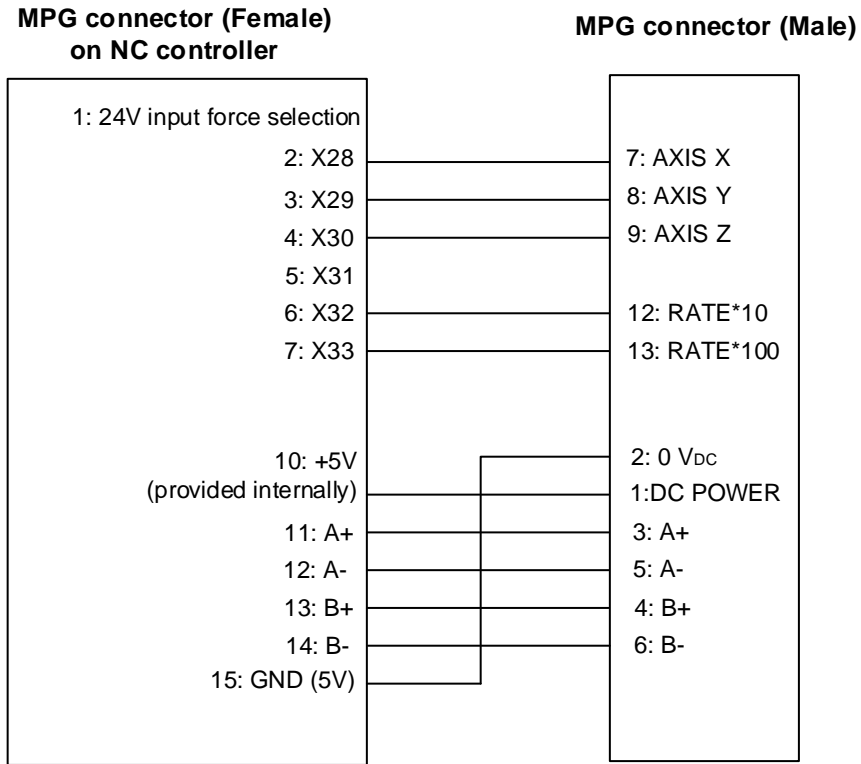 MPG connector (Female)
on NC controller
MPG connector (Male)
1: 24V input force selection
2: X28
3: X29
4: X30
5: X31
6: X32
7: X33
10: +5V
(provided internally)
11: A+
12: A-
13: B+
14: B-
15: GND (5V)
7: AXIS X
8: AXIS Y
9: AXIS Z
12: RATE*10
13: RATE*100
2: 0 VDC
1:DC POWER
3: A+
5: A-
4: B+
6: B-